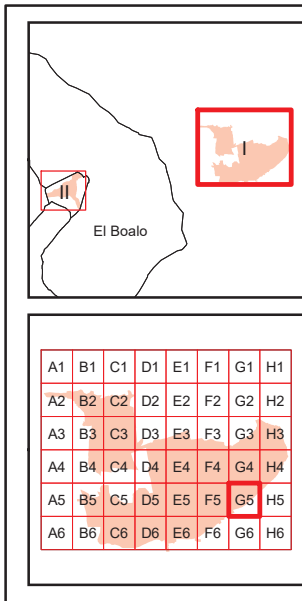 I
II
El Boalo
A1 B1 C1 D1 E1 F1 G1 H1
A2 B2 C2 D2 E2 F2 G2 H2
A3 B3 C3 D3 E3 F3 G3 H3
A4 B4 C4 D4 E4 F4 G4 H4
A5 B5 C5 D5 E5 F5 G5 H5
A6 B6 C6 D6 E6 F6 G6 H6